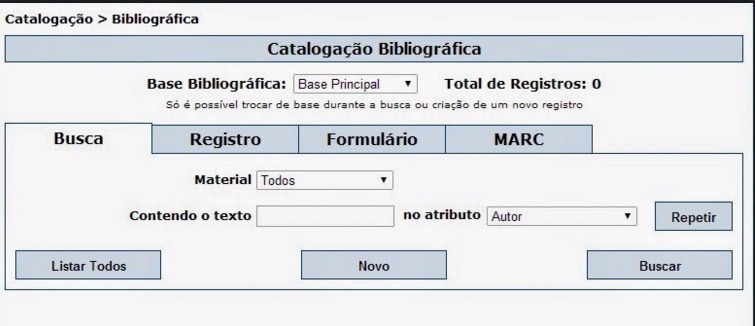 Catalogação > Bibliográfica
Catalogação Bibliográfica
Base Bibliográfica: Base Principal Total de Registros: 0
Só é possível trocar de base durante a busca ou criação de um novo registro
Busca Registro Formulário MARC
Material Todos
Contendo o texto no atributo Autor Repetir
Listar Todos Novo Buscar